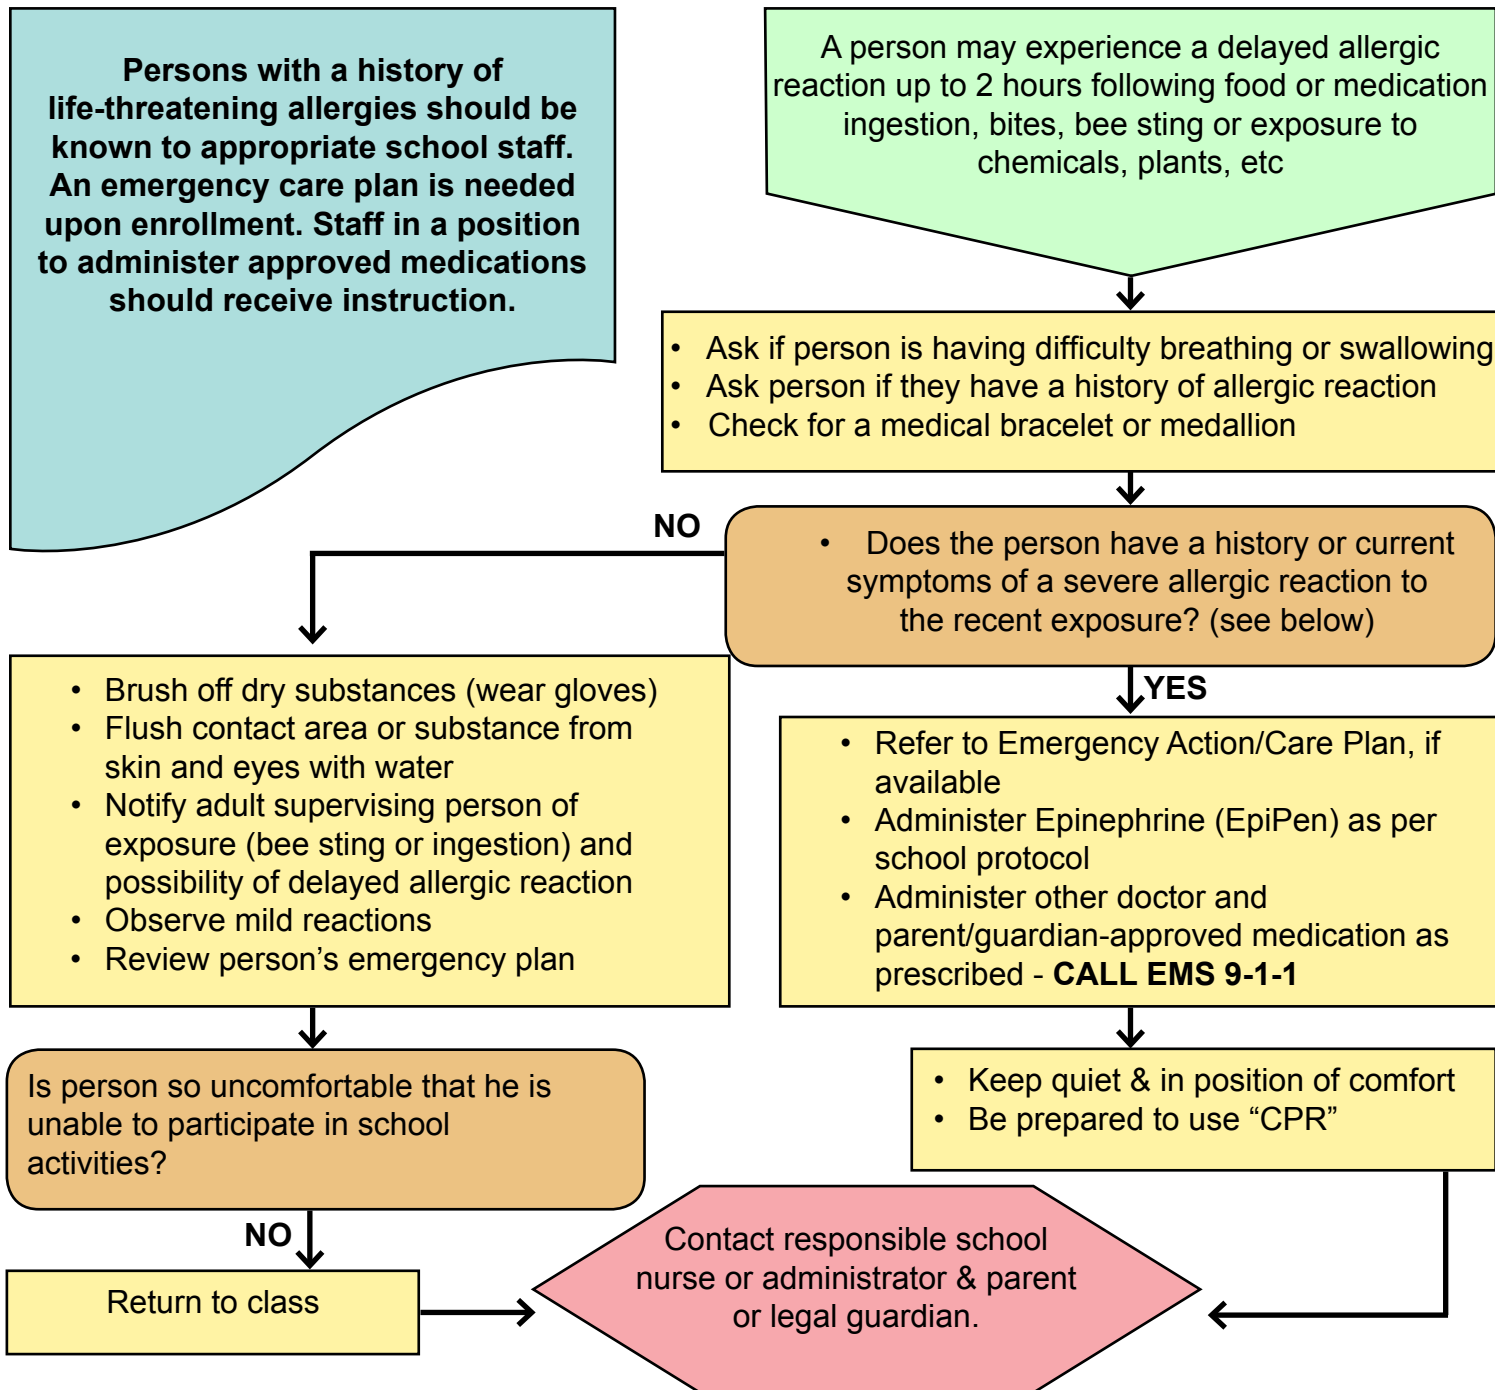 Persons with a history of
life-threatening allergies should be
known to appropriate school staff.
An emergency care plan is needed
upon enrollment. Staff in a position
to administer approved medications
should receive instruction.
A person may experience a delayed allergic
reaction up to 2 hours following food or medication
ingestion, bites, bee sting or exposure to
chemicals, plants, etc
• Ask if person is having difficulty breathing or swallowing
• Ask person if they have a history of allergic reaction
• Check for a medical bracelet or medallion
NO
• Does the person have a history or current
symptoms of a severe allergic reaction to
the recent exposure? (see below)
YES
• Brush off dry substances (wear gloves)
• Flush contact area or substance from
skin and eyes with water
• Notify adult supervising person of
exposure (bee sting or ingestion) and
possibility of delayed allergic reaction
• Observe mild reactions
• Review person’s emergency plan
• Refer to Emergency Action/Care Plan, if
available
• Administer Epinephrine (EpiPen) as per
school protocol
• Administer other doctor and
parent/guardian-approved medication as
prescribed - CALL EMS 9-1-1
Is person so uncomfortable that he is
unable to participate in school
activities?
• Keep quiet & in position of comfort
• Be prepared to use “CPR”
NO
Return to class
Contact responsible school
nurse or administrator & parent
or legal guardian.